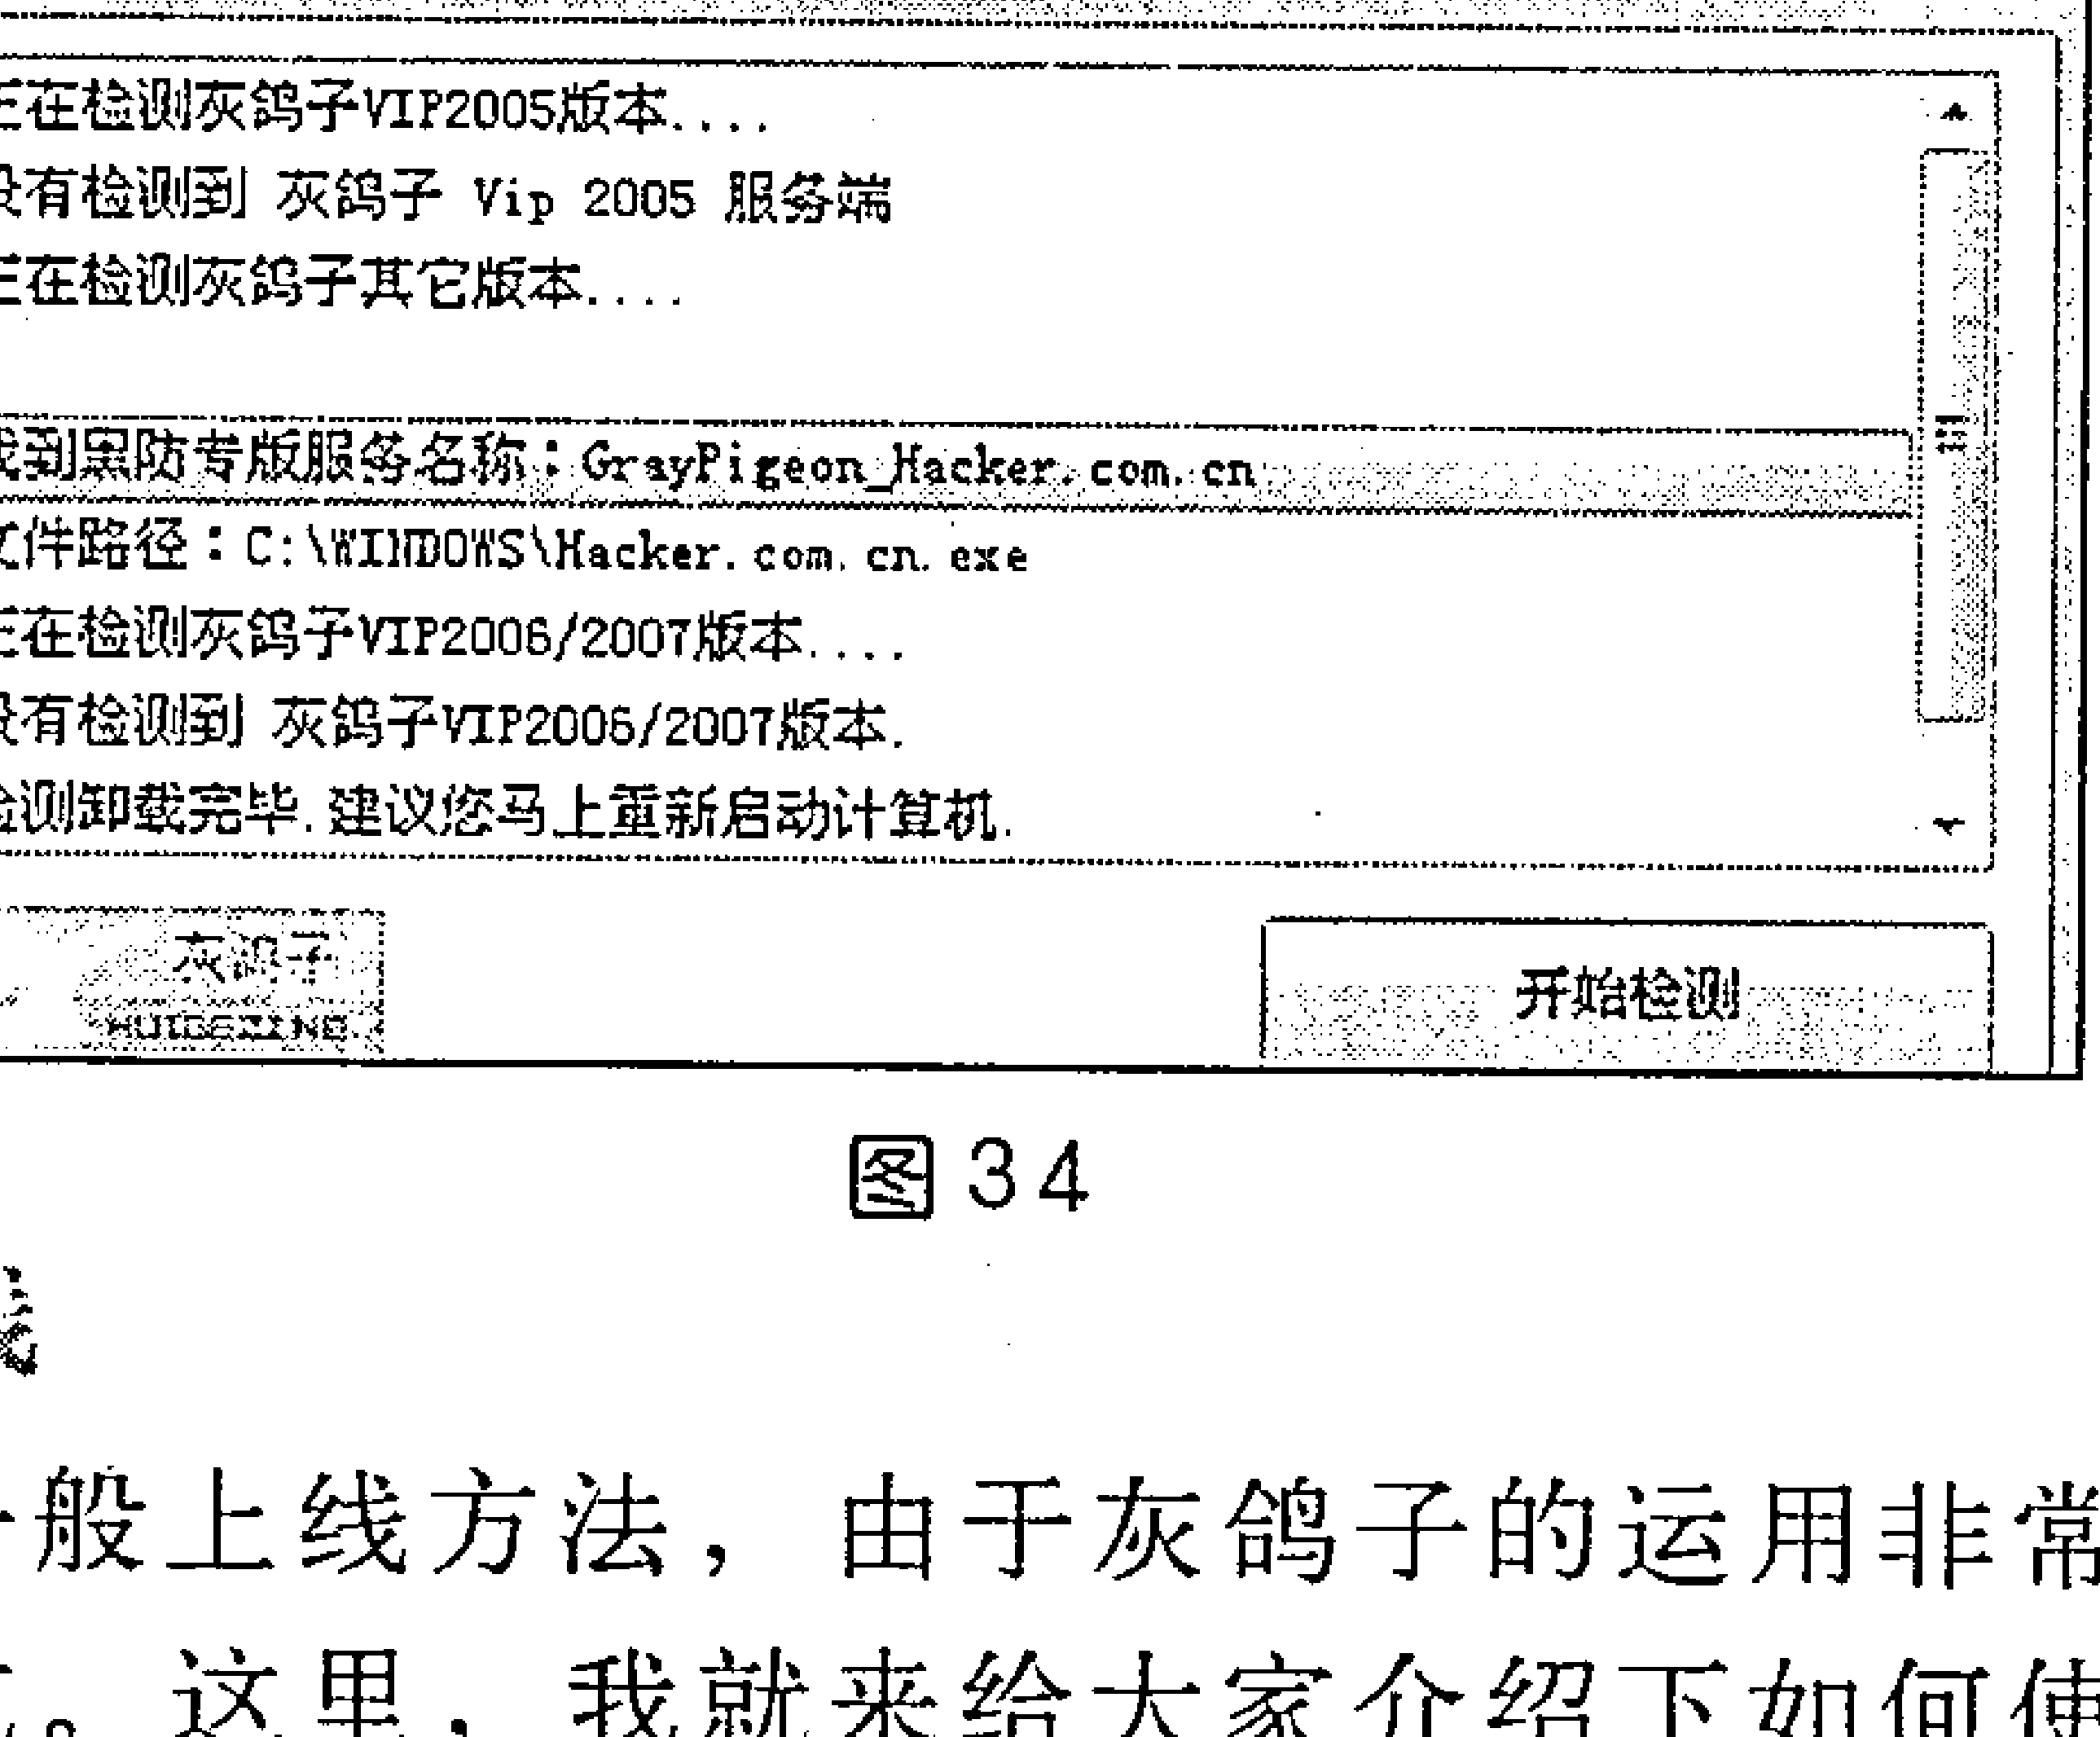 在检测灰鸽子VIP2005版本....
没有检测到 灰鸽子 Vip 2005 服务端
在检测灰鸽子其它版本....
找到黑防专版服务名称：GrayPigeon_Hacker.com.cn
文件路径：C:\WINDOWS\Hacker.com.cn.exe
在检测灰鸽子VIP2006/2007版本....
没有检测到 灰鸽子VIP2006/2007版本.
检测卸载完毕.建议您马上重新启动计算机.
灰鸽子
HUIGEZI.NE
开始检测
图34
般上线方法，由于灰鸽子的运用非常
。这里，我就来给大家介绍下如何使